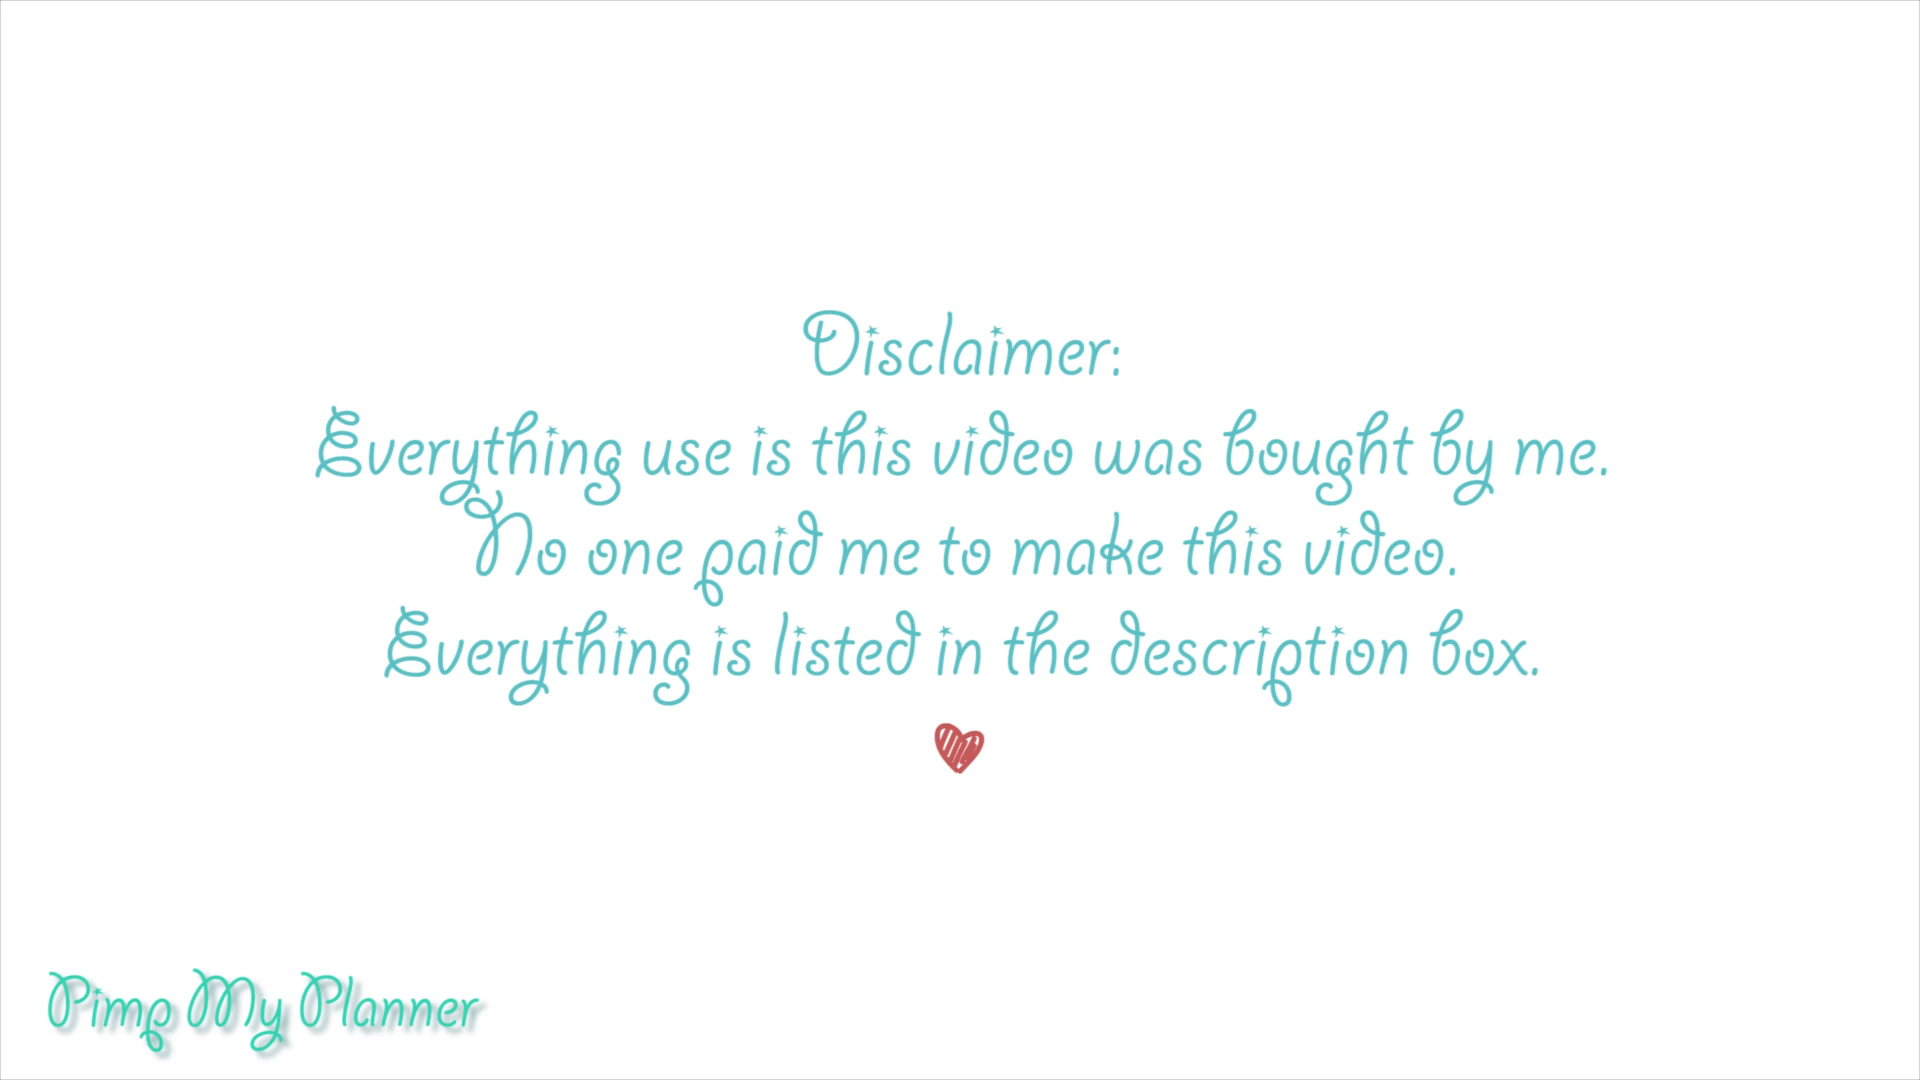 Disclaimer:
Everything use is this video was bought by me.
No one paid me to make this video.
Everything is listed in the description box.
Pimp My Planner